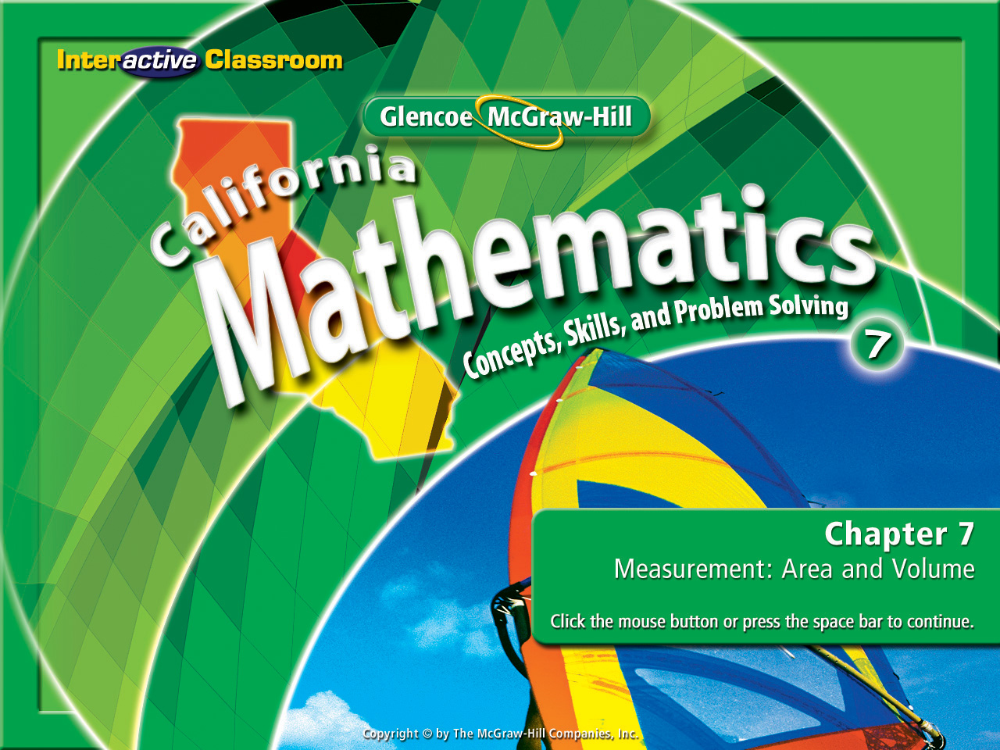 Interactive Classroom
Glencoe McGraw-Hill
California
Mathematics
Concepts, Skills, and Problem Solving
7
Chapter 7
Measurement: Area and Volume
Click the mouse button or press the space bar to continue.
Copyright © by The McGraw-Hill Companies, Inc.